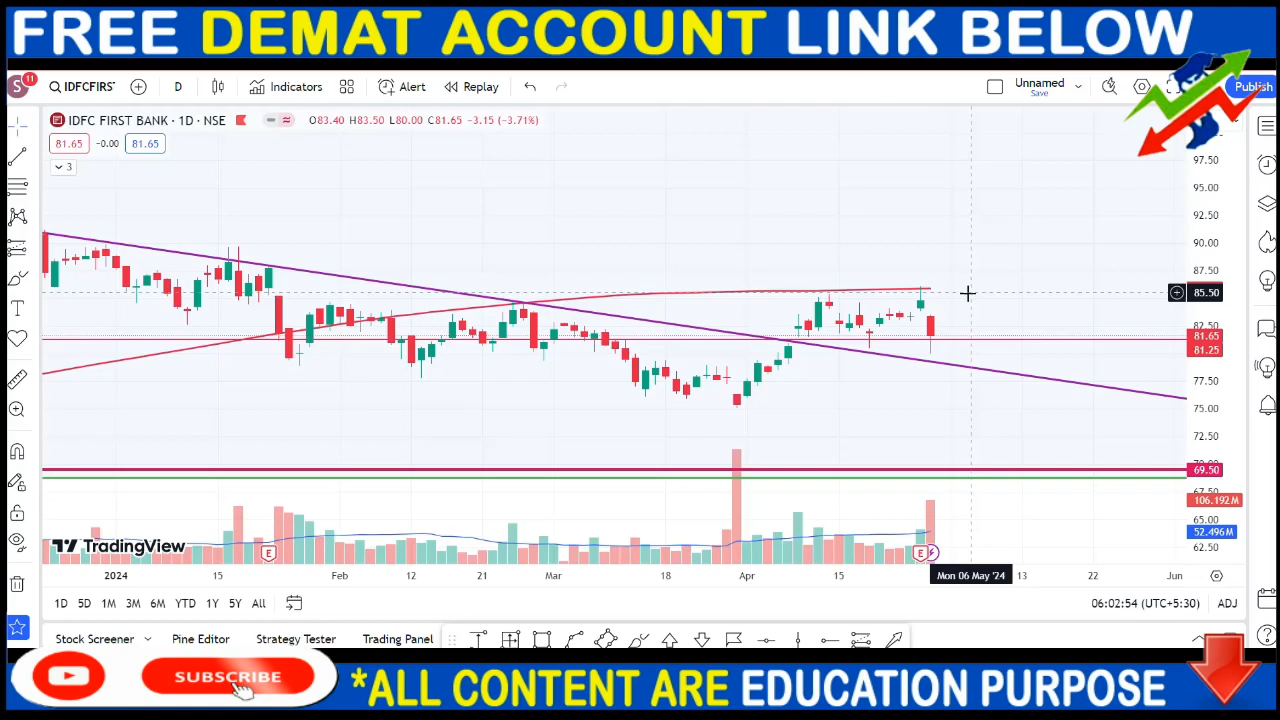 FREE DEMAT ACCOUNT LINK BELOW
S 11 IDFCFIRS D Indicators Alert Replay Unnamed Save Publish
IDFC FIRST BANK · 1D · NSE O83.40 H83.50 L80.00 C81.65 −3.15 (−3.71%)
81.65 -0.00 81.65
3
97.50
95.00
92.50
90.00
87.50
85.50
82.50
81.65
81.25
77.50
75.00
72.50
69.50
67.50
106.192M
65.00
52.496M
62.50
TradingView
E E
2024 15 Feb 12 21 Mar 18 Apr 15 Mon 06 May '24 13 22 Jun
1D 5D 1M 3M 6M YTD 1Y 5Y All 06:02:54 (UTC+5:30) ADJ
Stock Screener Pine Editor Strategy Tester Trading Panel
SUBSCRIBE
*ALL CONTENT ARE EDUCATION PURPOSE